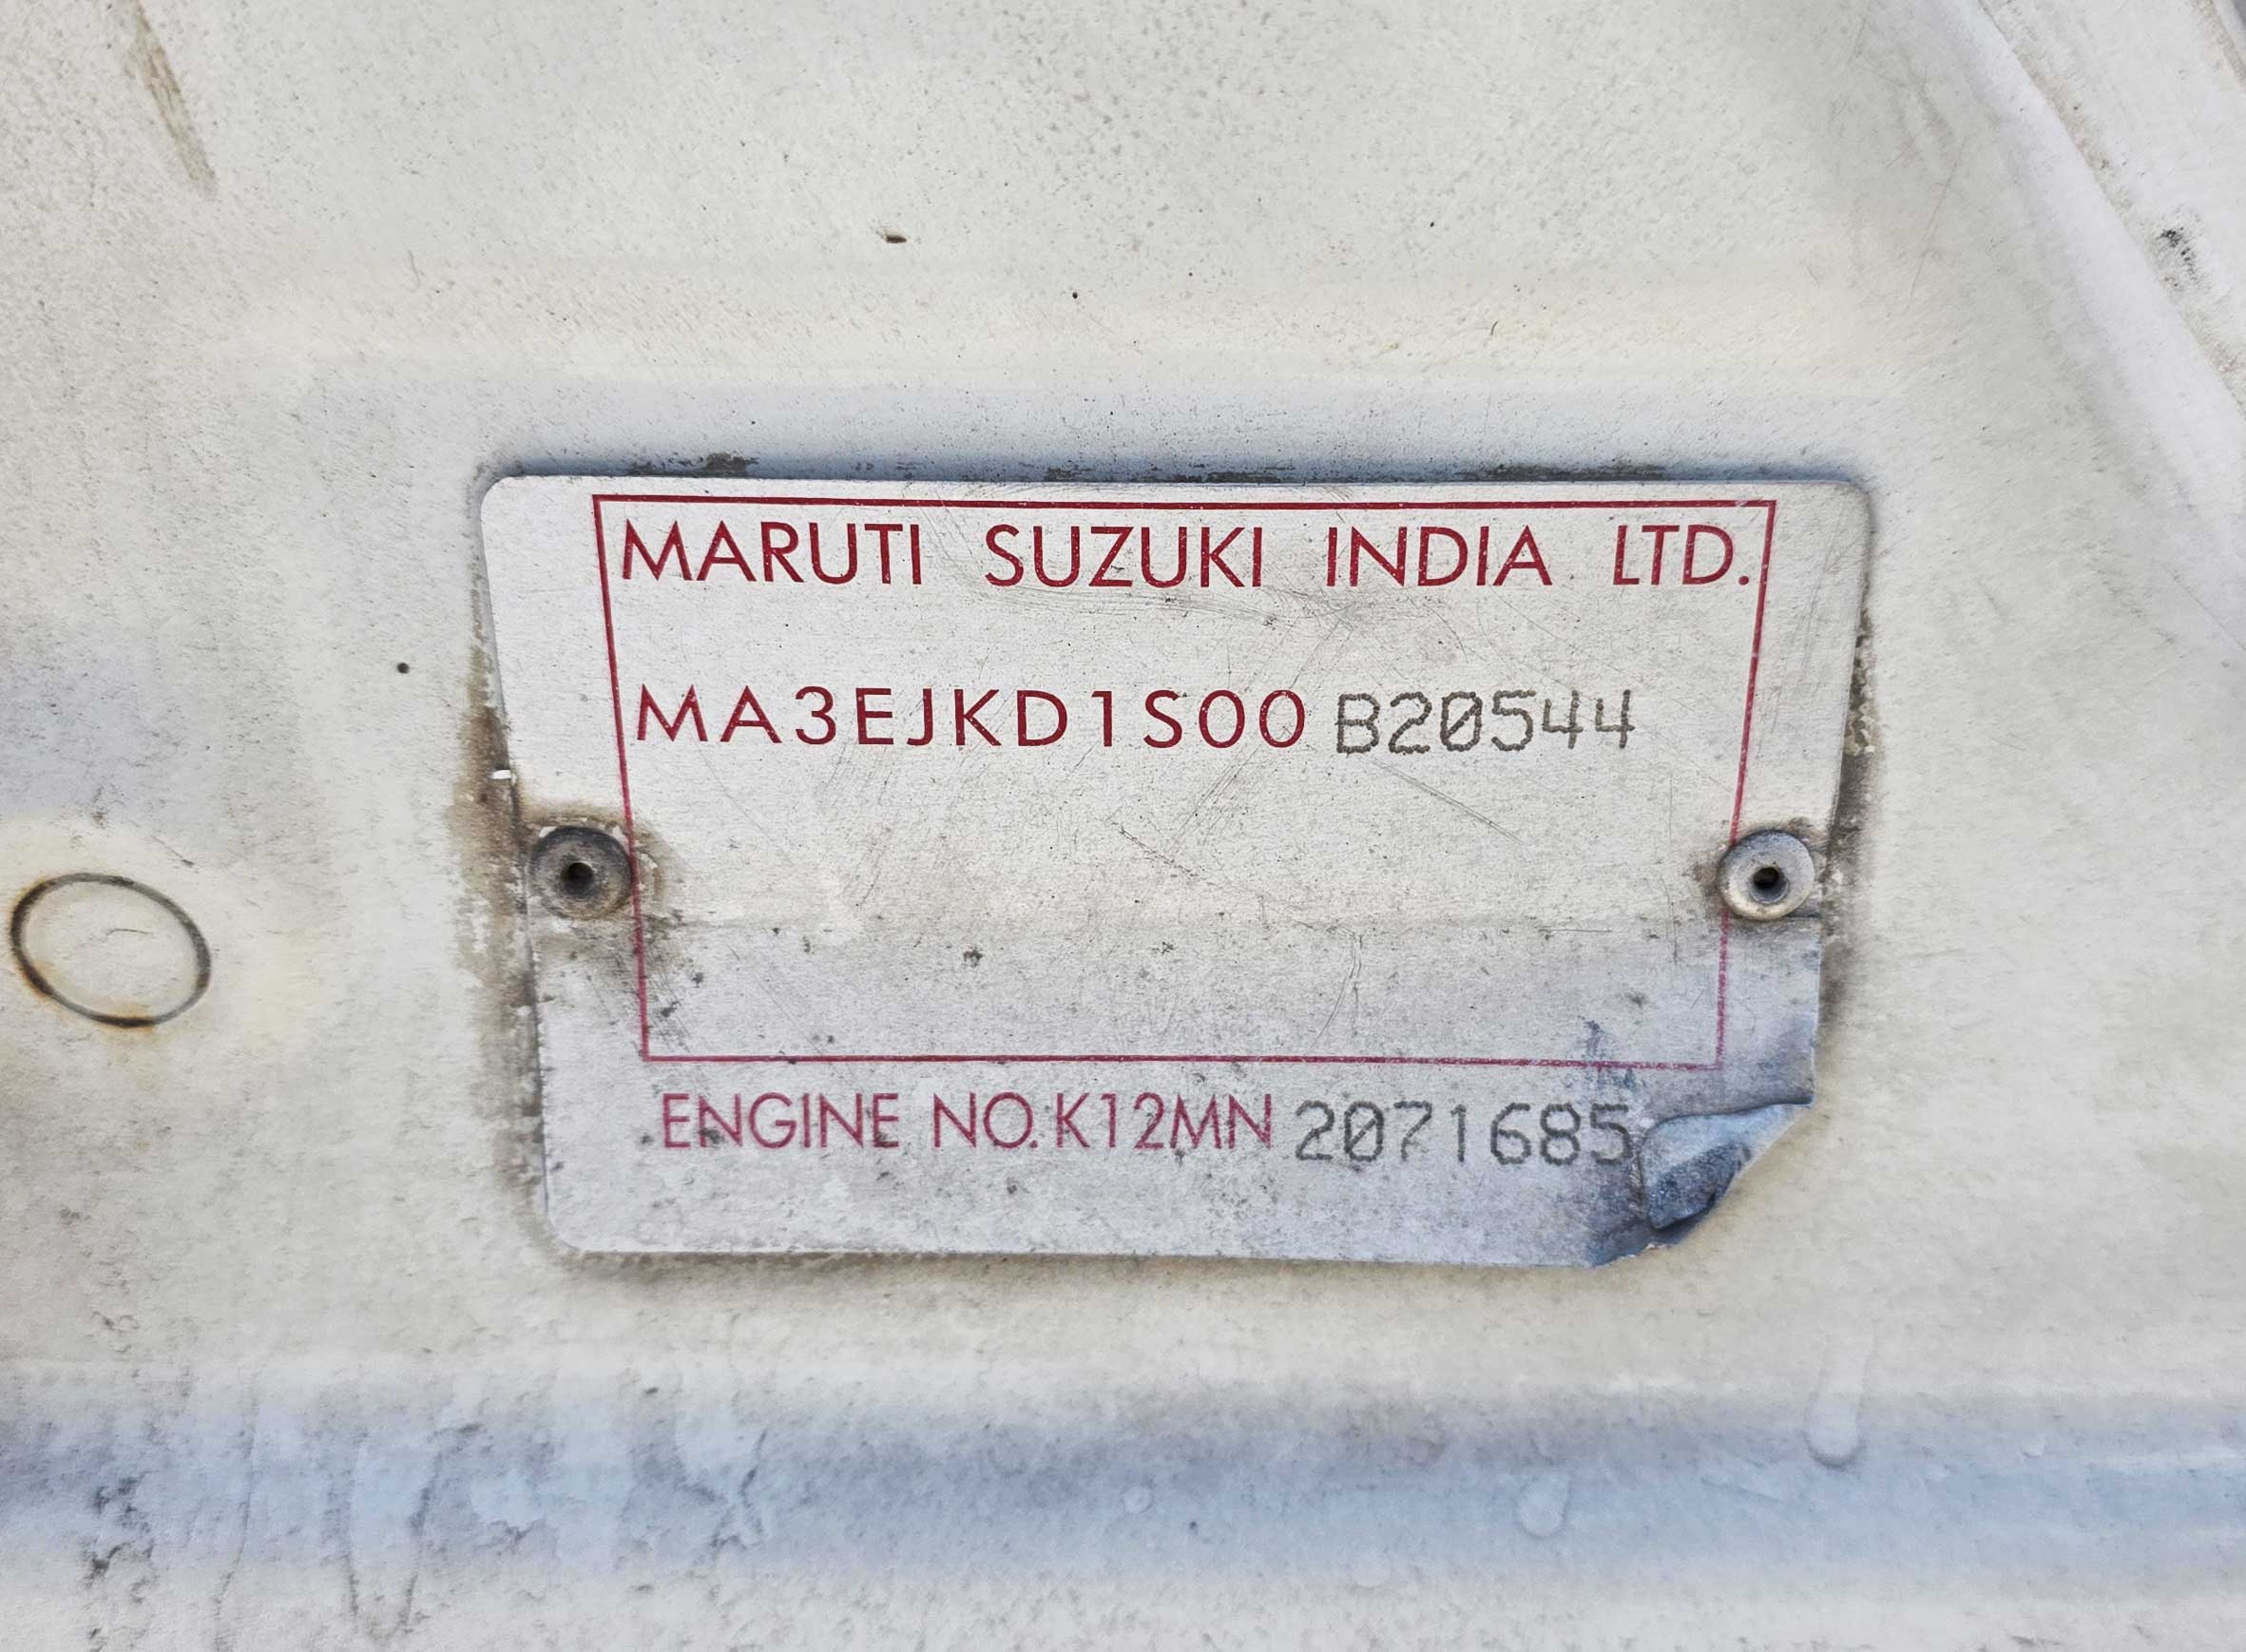 MARUTI SUZUKI INDIA LTD.
MA3EJKD1S00B20544
ENGINE NO. K12MN2071685